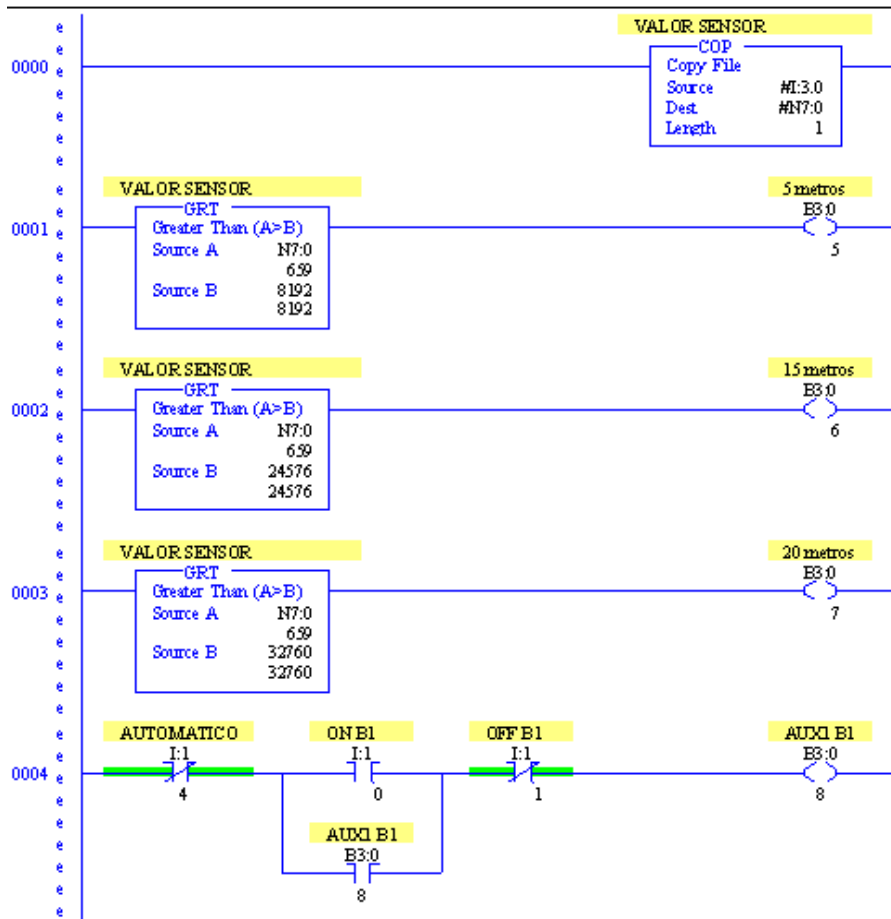 VALOR SENSOR
COP
Copy File
Source #I:3.0
Dest #N7:0
Length 1
0000
e
e
e
e
e
e
e
VALOR SENSOR 5 metros
GRT B3:0
Greater Than (A>B)
Source A N7:0 5
659
Source B 8192
8192
0001
e
e
e
e
e
e
e
e
VALOR SENSOR 15 metros
GRT B3:0
Greater Than (A>B)
Source A N7:0 6
659
Source B 24576
24576
0002
e
e
e
e
e
e
e
e
VALOR SENSOR 20 metros
GRT B3:0
Greater Than (A>B)
Source A N7:0 7
659
Source B 32760
32760
0003
e
e
e
e
e
e
e
e
AUTOMATICO ON B1 OFF B1 AUX1 B1
I:1 I:1 I:1 B3:0
0004
4 0 1 8
AUX1 B1
B3:0
8
e
e
e
e
e
e
e
e
e